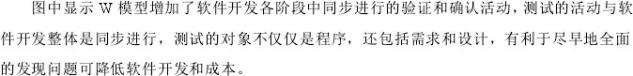 图中显示 W 模型增加了软件开发各阶段中同步进行的验证和确认活动，测试的活动与软
件开发整体是同步进行，测试的对象不仅仅是程序，还包括需求和设计，有利于尽早地全面
的发现问题可降低软件开发和成本。